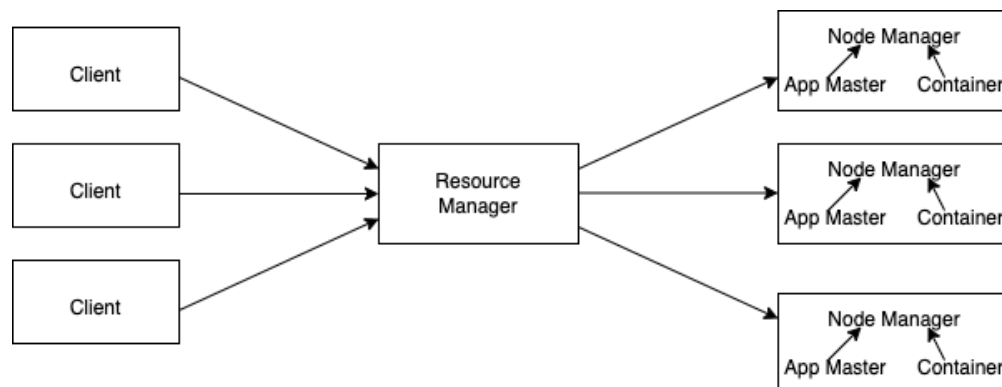 Client
Client
Client
Resource
Manager
Node Manager
App Master Container
Node Manager
App Master Container
Node Manager
App Master Container